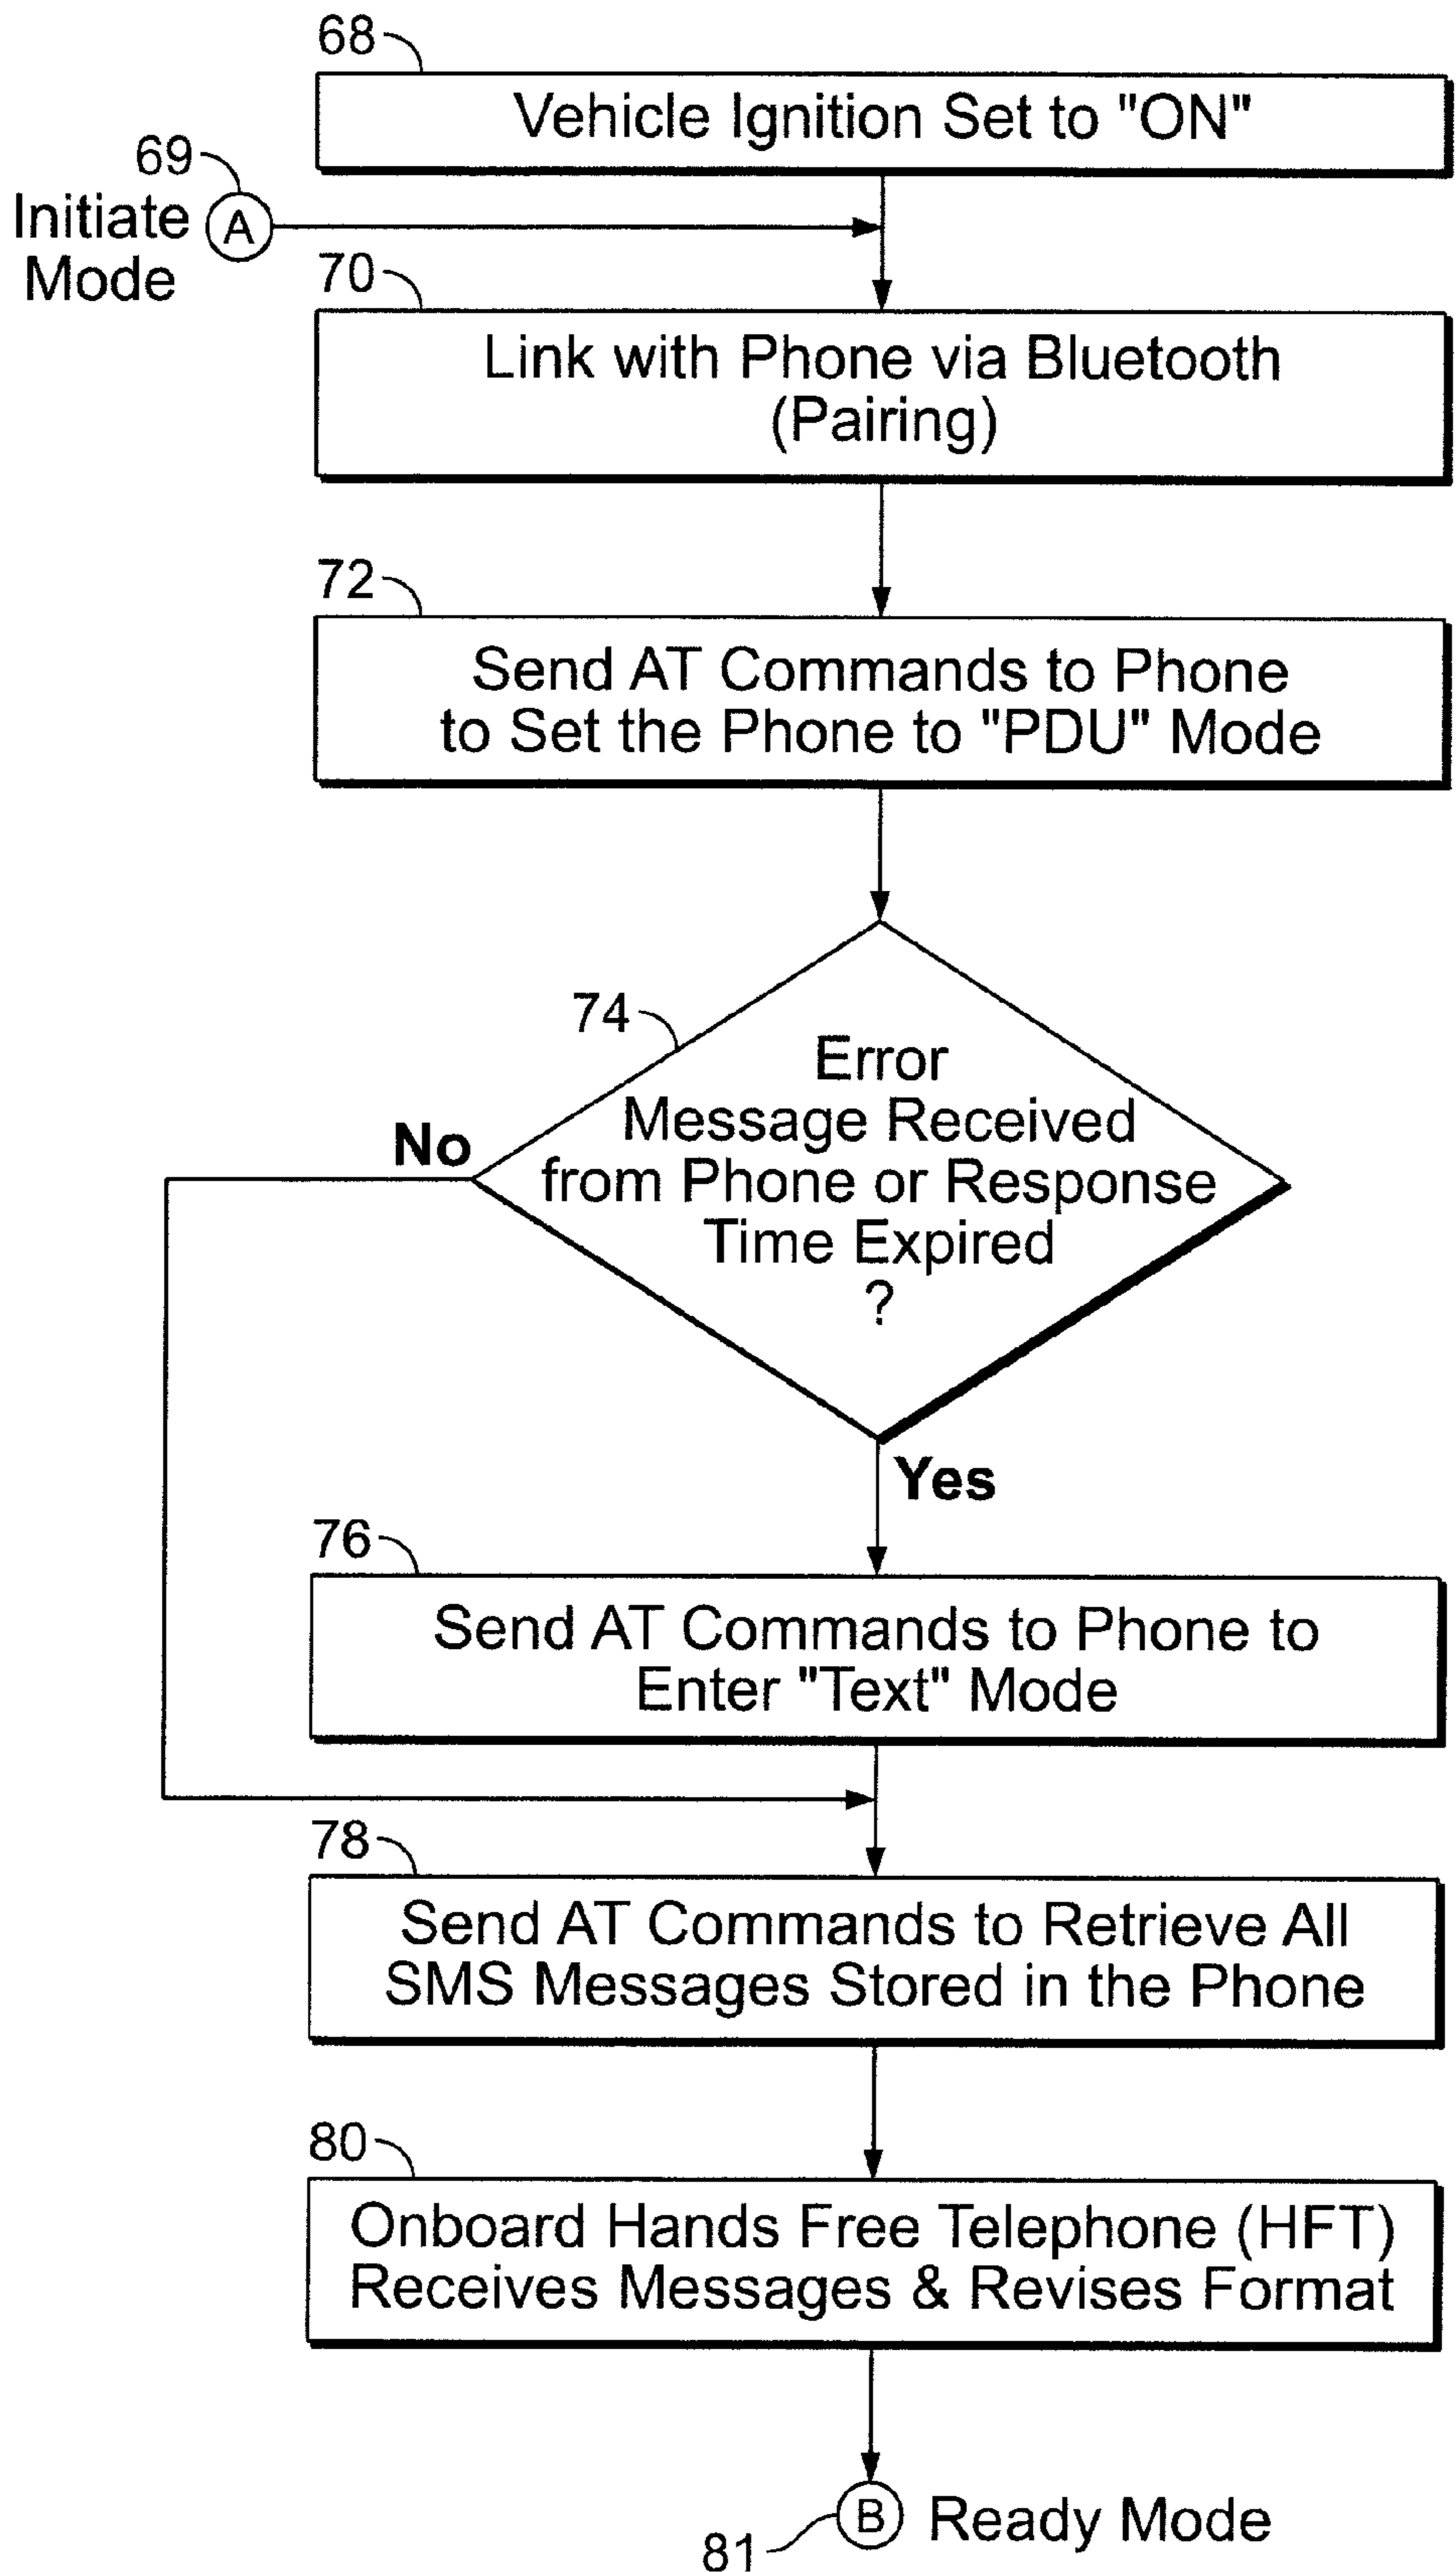 68
Vehicle Ignition Set to "ON"
69
Initiate
Mode
A
70
Link with Phone via Bluetooth
(Pairing)
72
Send AT Commands to Phone
to Set the Phone to "PDU" Mode
74
Error
Message Received
from Phone or Response
Time Expired
?
No
Yes
76
Send AT Commands to Phone to
Enter "Text" Mode
78
Send AT Commands to Retrieve All
SMS Messages Stored in the Phone
80
Onboard Hands Free Telephone (HFT)
Receives Messages & Revises Format
B
Ready Mode
81